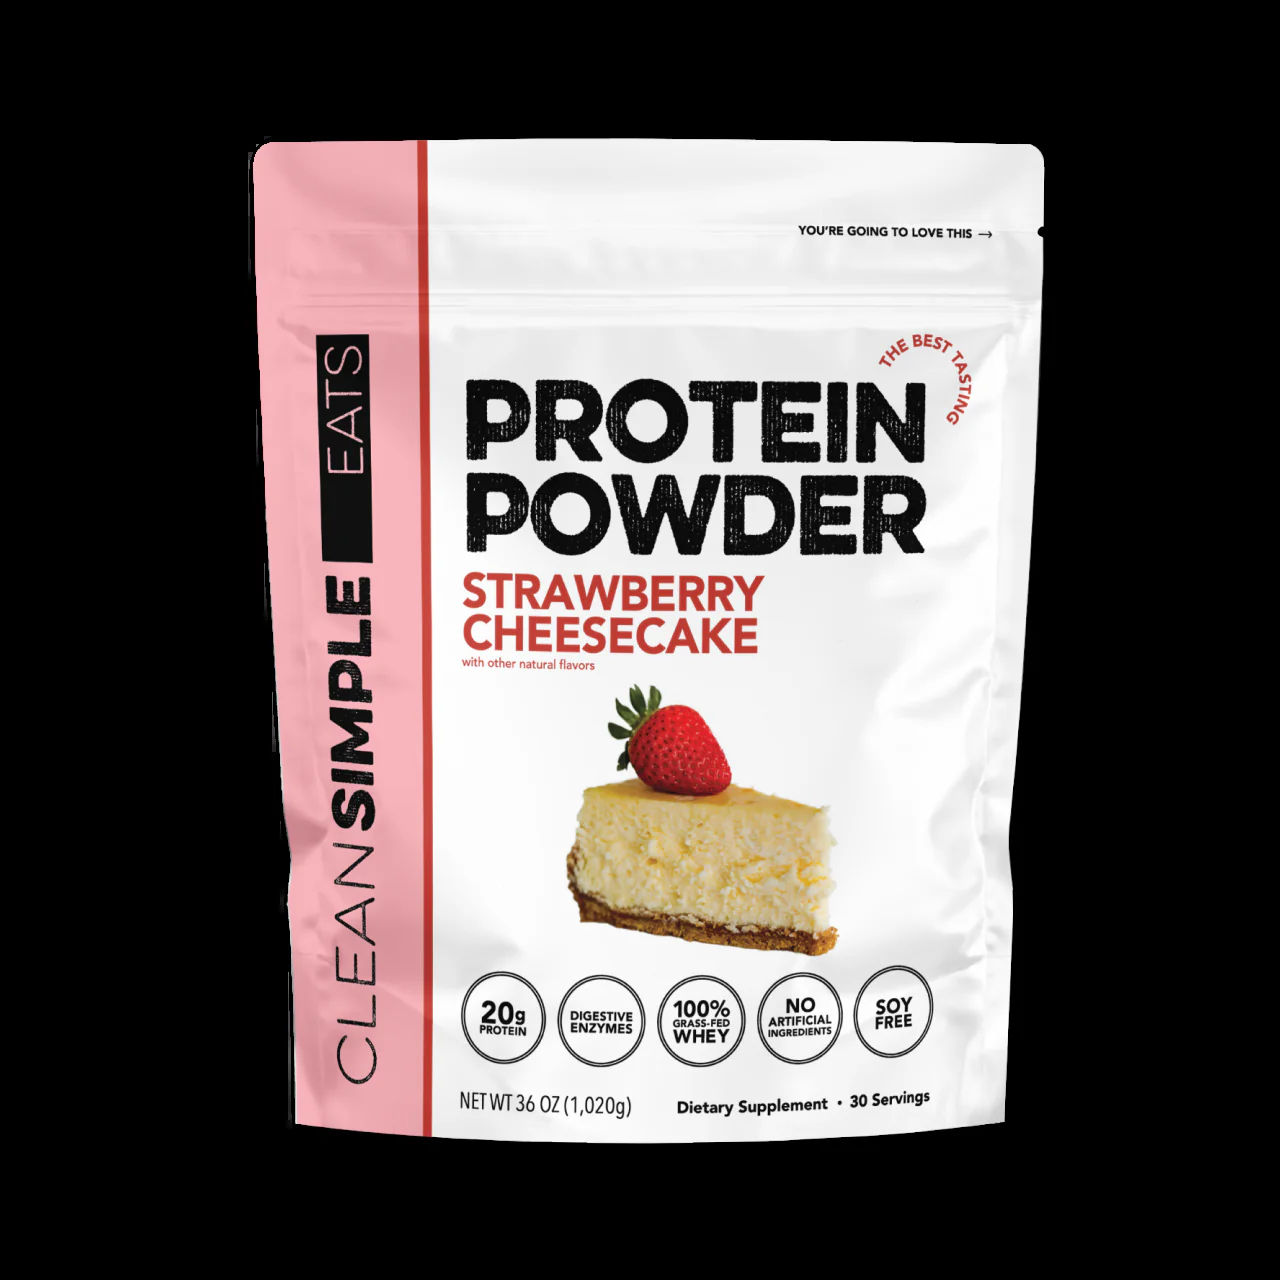 YOU'RE GOING TO LOVE THIS →
THE BEST TASTING
PROTEIN
POWDER
STRAWBERRY
CHEESECAKE
with other natural flavors
CLEAN SIMPLE EATS
20g
PROTEIN
DIGESTIVE
ENZYMES
100%
GRASS-FED
WHEY
NO
ARTIFICIAL
INGREDIENTS
SOY
FREE
NET WT 36 OZ (1,020g)
Dietary Supplement • 30 Servings